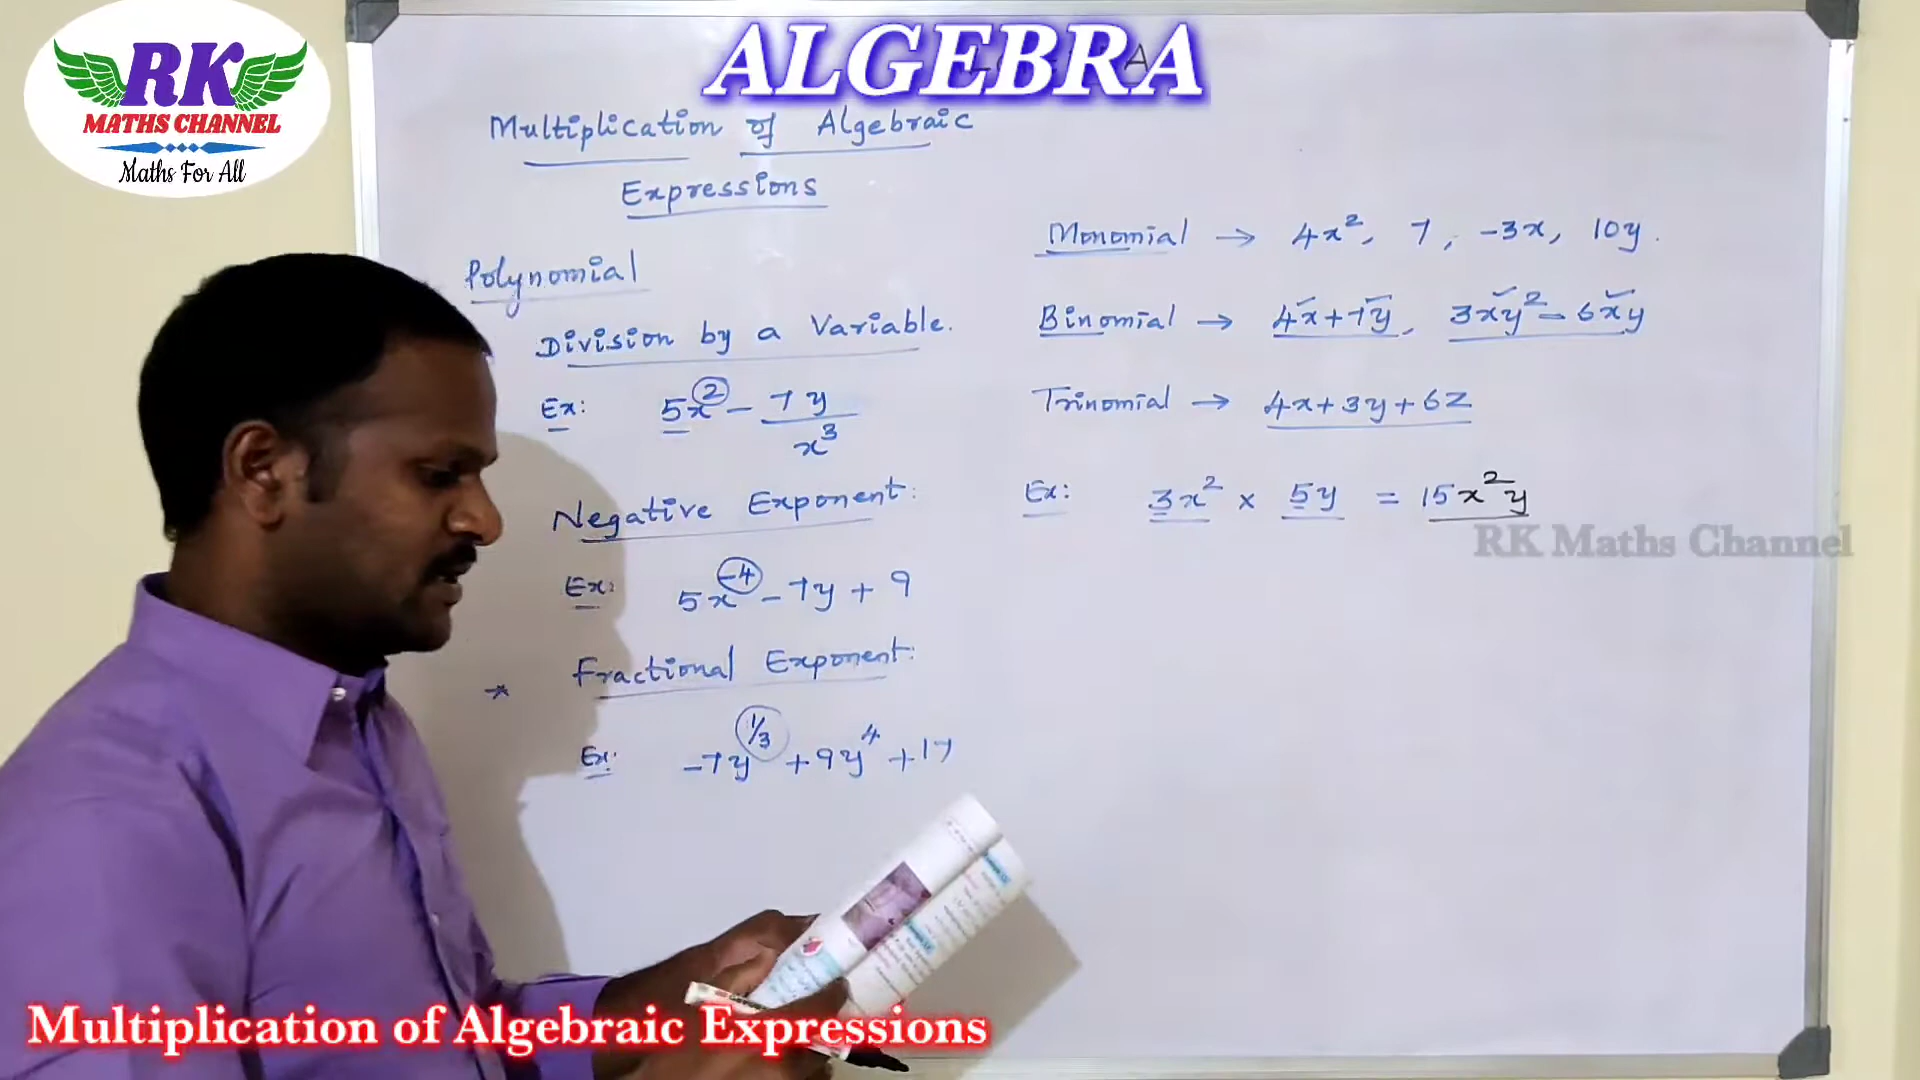 RK
MATHS CHANNEL
Maths For All
ALGEBRA
Multiplication of Algebraic
Expressions
Polynomial
Division by a Variable.
Ex: 5x² - 7y/x³
Negative Exponent:
Ex: 5x⁻⁴ - 7y + 9
* Fractional Exponent:
Ex: -7y^1/3 + 9y⁴ + 17
Monomial → 4x², 7, -3x, 10y.
Binomial → 4x+7y, 3xy² - 6xy
Trinomial → 4x+3y+6z
Ex: 3x² × 5y = 15x²y
RK Maths Channel
Multiplication of Algebraic Expressions